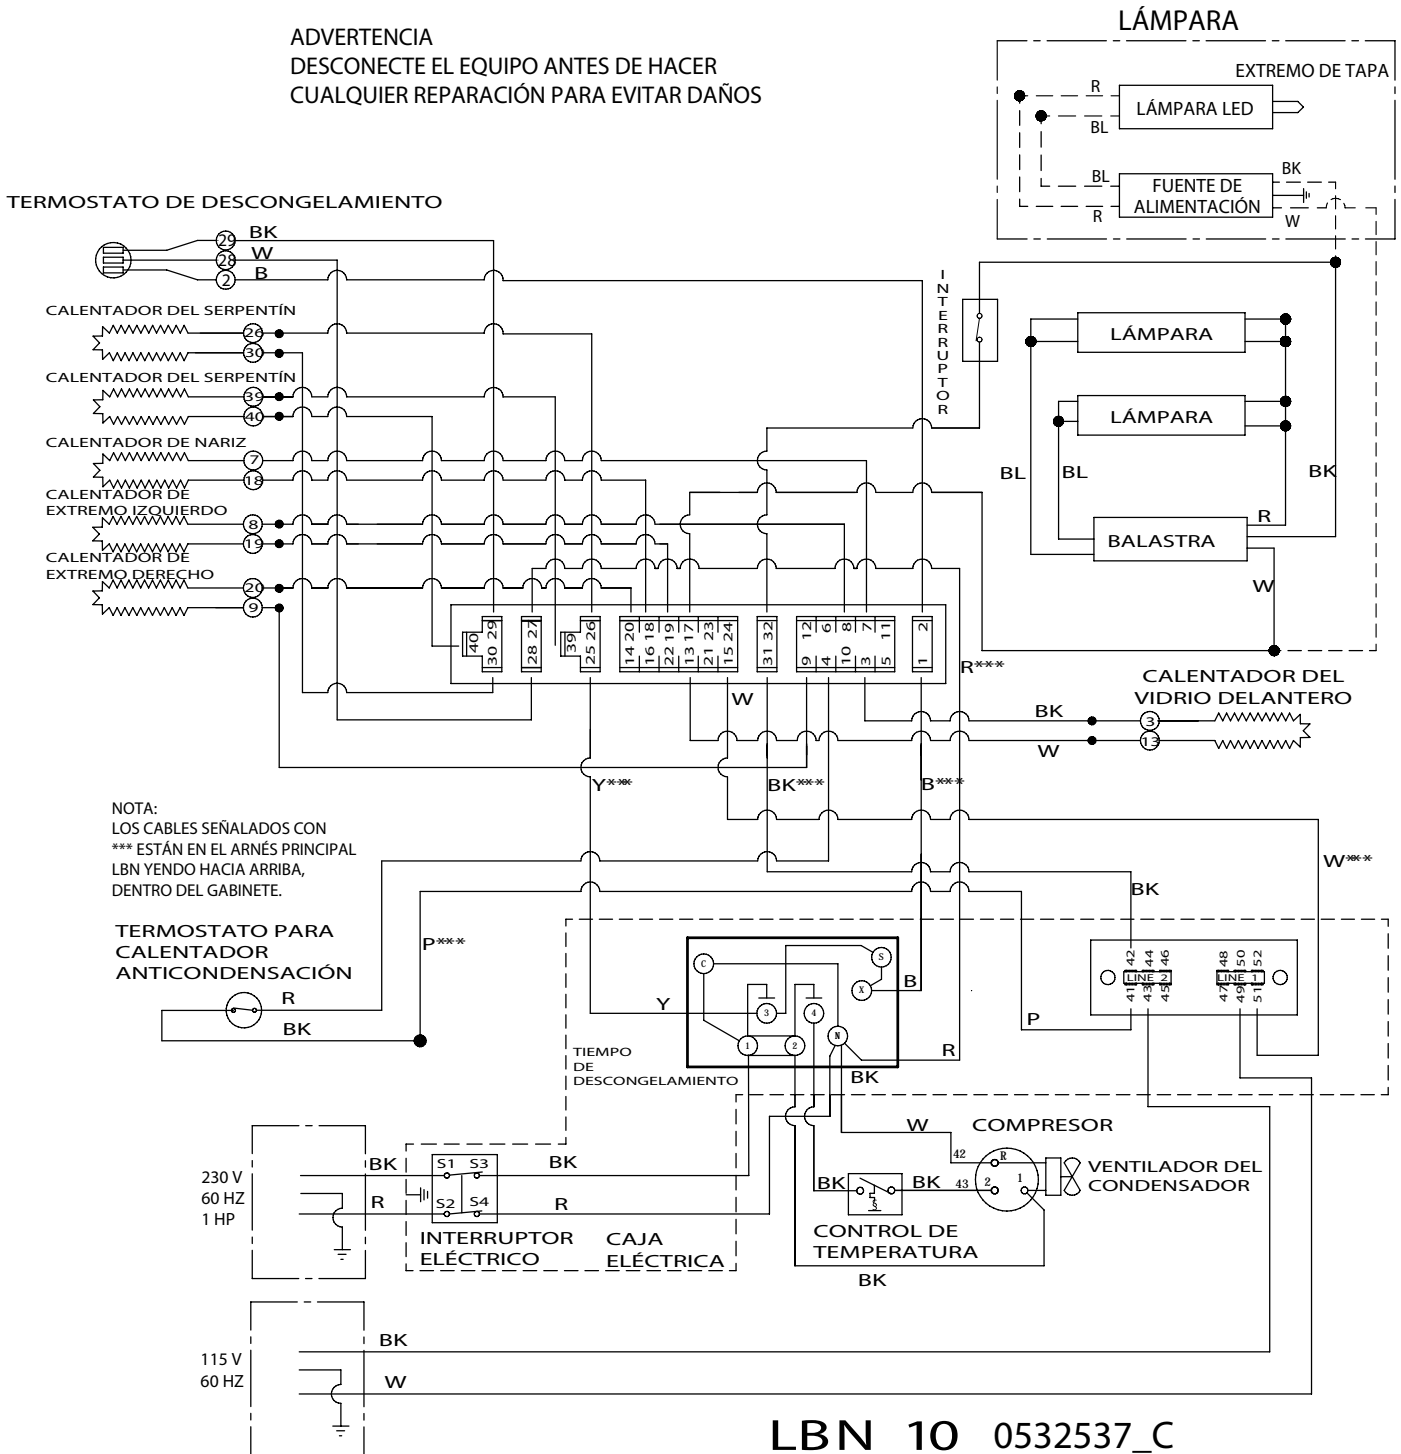 LÁMPARA
ADVERTENCIA
DESCONECTE EL EQUIPO ANTES DE HACER
CUALQUIER REPARACIÓN PARA EVITAR DAÑOS
EXTREMO DE TAPA
R
LÁMPARA LED
BL
BL
FUENTE DE
ALIMENTACIÓN
BK
R
W
TERMOSTATO DE DESCONGELAMIENTO
29 BK
28 W
2 B
INTERRUPTOR
CALENTADOR DEL SERPENTÍN
26
30
LÁMPARA
CALENTADOR DEL SERPENTÍN
39
40
LÁMPARA
CALENTADOR DE NARIZ
7
18
BL
BL
BK
CALENTADOR DE
EXTREMO IZQUIERDO
8
19
R
BALASTRA
W
CALENTADOR DE
EXTREMO DERECHO
20
9
40 30 29
28 27
39 25 26
14 20
16 18
22 19
13 17
21 23
15 24
31 32
9 12
4 6
10 8
3 7
5 11
1 2
R***
W
CALENTADOR DEL
VIDRIO DELANTERO
BK
3
W
13
Y***
BK***
B***
NOTA:
LOS CABLES SEÑALADOS CON
*** ESTÁN EN EL ARNÉS PRINCIPAL
LBN YENDO HACIA ARRIBA,
DENTRO DEL GABINETE.
W***
BK
TERMOSTATO PARA
CALENTADOR
ANTICONDENSACIÓN
P***
R
BK
C
S
X
B
Y
3
4
1
2
N
R
BK
TIEMPO
DE
DESCONGELAMIENTO
P
42 44 46
LINE 2
41 43 45
48 50 52
LINE 1
47 49 51
230 V
60 HZ
1 HP
BK
R
S1 S3
S2 S4
BK
R
INTERRUPTOR
ELÉCTRICO
CAJA
ELÉCTRICA
W
COMPRESOR
42
R
43
2
1
BK
BK
VENTILADOR DEL
CONDENSADOR
CONTROL DE
TEMPERATURA
BK
115 V
60 HZ
BK
W
LBN 10 0532537_C